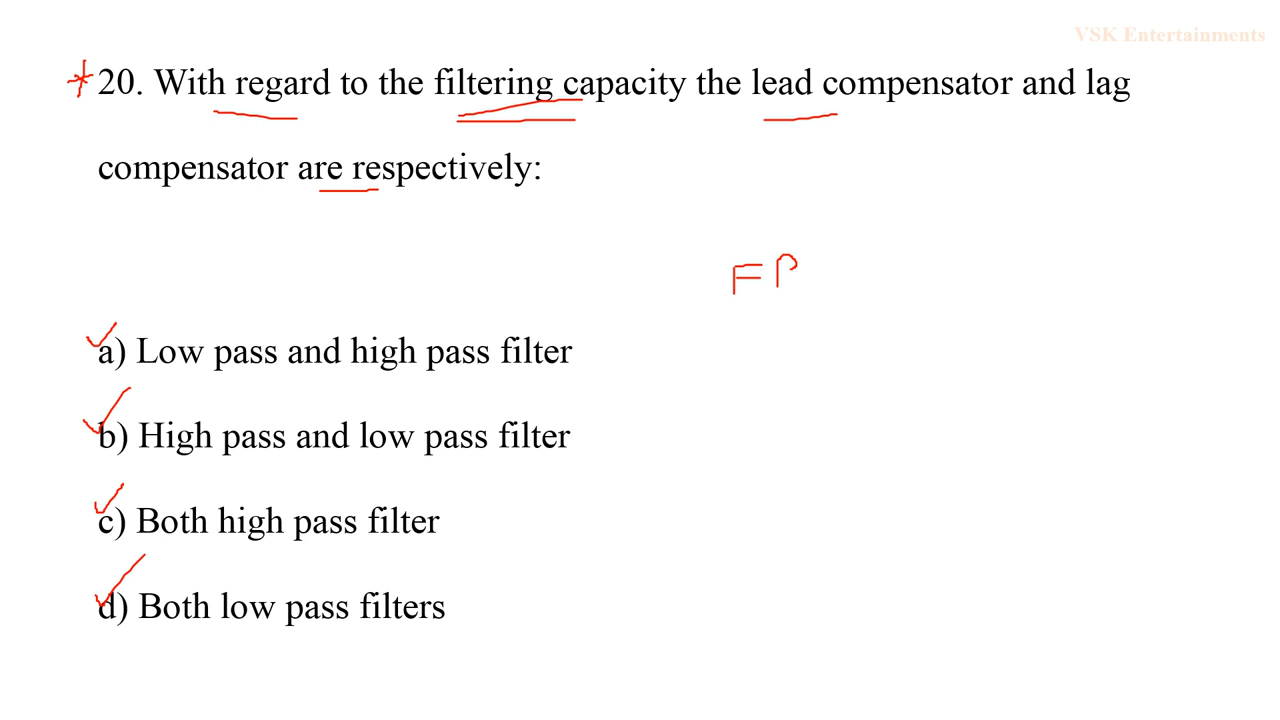 VSK Entertainments
*20. With regard to the filtering capacity the lead compensator and lag
compensator are respectively:
FP
a) Low pass and high pass filter
b) High pass and low pass filter
c) Both high pass filter
d) Both low pass filters